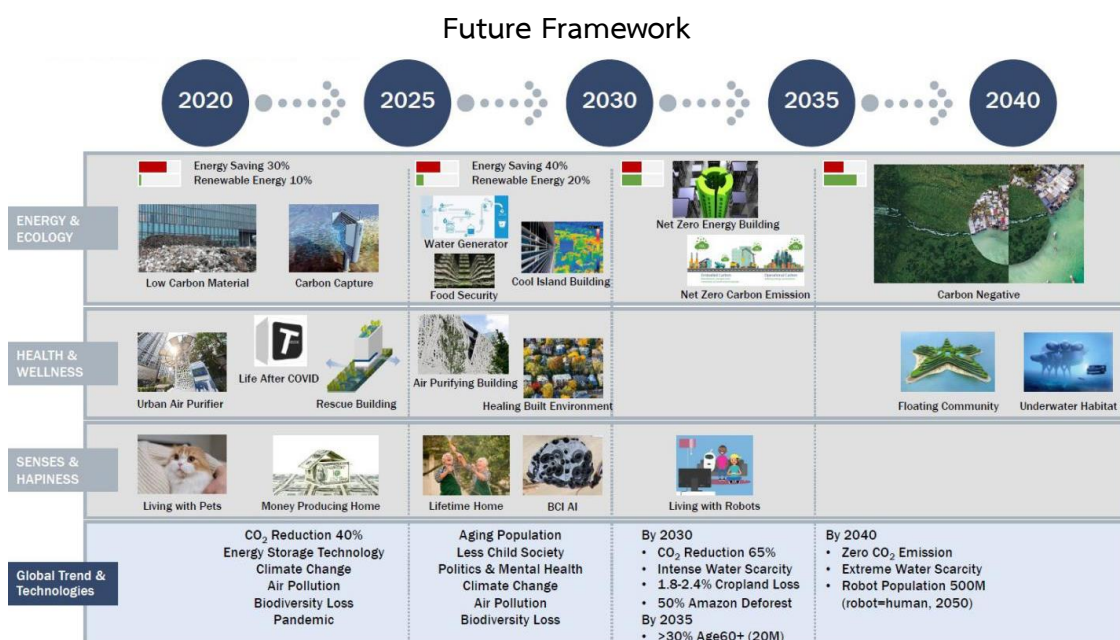 Future Framework
2020
2025
2030
2035
2040
ENERGY &
ECOLOGY
Energy Saving 30%
Renewable Energy 10%
Low Carbon Material
Carbon Capture
Energy Saving 40%
Renewable Energy 20%
Water Generator
Food Security
Cool Island Building
Net Zero Energy Building
Net Zero Carbon Emission
Carbon Negative
HEALTH &
WELLNESS
Urban Air Purifier
Life After COVID
Rescue Building
Air Purifying Building
Healing Built Environment
Floating Community
Underwater Habitat
SENSES &
HAPINESS
Living with Pets
Money Producing Home
Lifetime Home
BCI AI
Living with Robots
Global Trend &
Technologies
CO₂ Reduction 40%
Energy Storage Technology
Climate Change
Air Pollution
Biodiversity Loss
Pandemic
Aging Population
Less Child Society
Politics & Mental Health
Climate Change
Air Pollution
Biodiversity Loss
By 2030
• CO₂ Reduction 65%
• Intense Water Scarcity
• 1.8-2.4% Cropland Loss
• 50% Amazon Deforest
By 2035
• >30% Age60+ (20M)
By 2040
• Zero CO₂ Emission
• Extreme Water Scarcity
• Robot Population 500M
(robot=human, 2050)